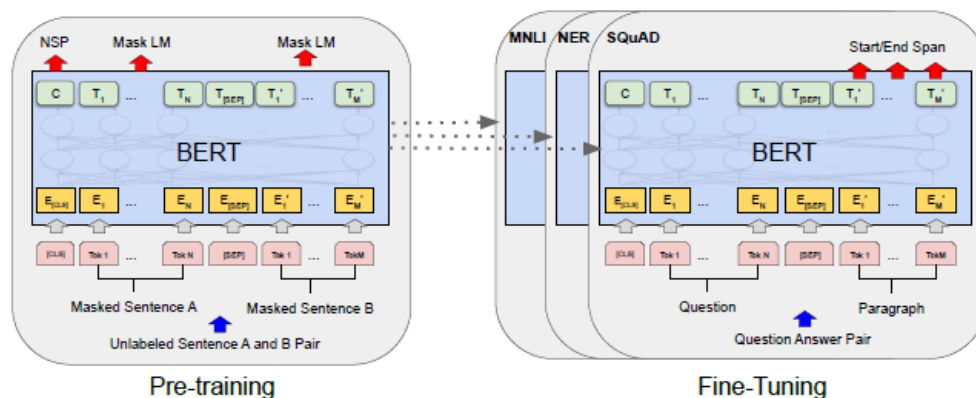 NSP Mask LM Mask LM
C T1 ... TN T[SEP] T1' ... TM'
BERT
E[CLS] E1 ... EN E[SEP] E1' ... EM'
[CLS] Tok 1 ... Tok N [SEP] Tok 1 ... TokM
Masked Sentence A Masked Sentence B
Unlabeled Sentence A and B Pair
Pre-training
MNLI NER SQuAD
Start/End Span
C T1 ... TN T[SEP] T1' ... TM'
BERT
E[CLS] E1 ... EN E[SEP] E1' ... EM'
[CLS] Tok 1 ... Tok N [SEP] Tok 1 ... TokM
Question Paragraph
Question Answer Pair
Fine-Tuning